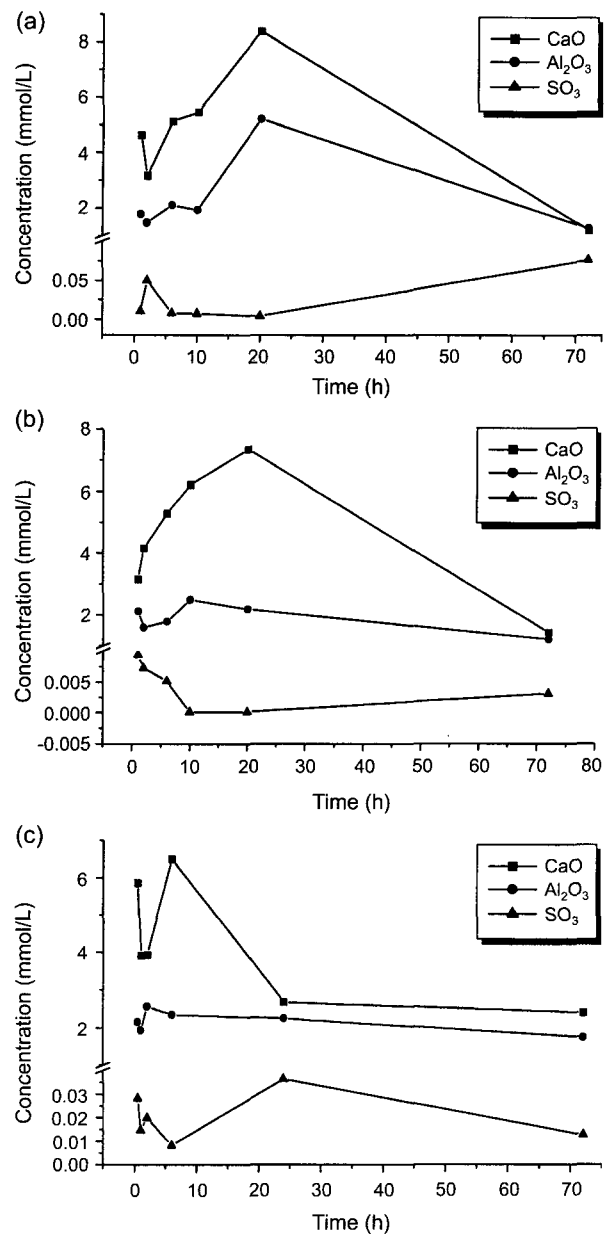 (a)
CaO
Al₂O₃
SO₃
Concentration (mmol/L)
8
6
4
2
0.05
0.00
0 10 20 30 40 50 60 70
Time (h)
(b)
CaO
Al₂O₃
SO₃
Concentration (mmol/L)
8
6
4
2
0.005
0.000
-0.005
0 10 20 30 40 50 60 70 80
Time (h)
(c)
CaO
Al₂O₃
SO₃
Concentration (mmol/L)
6
4
2
0.03
0.02
0.01
0.00
0 10 20 30 40 50 60 70
Time (h)